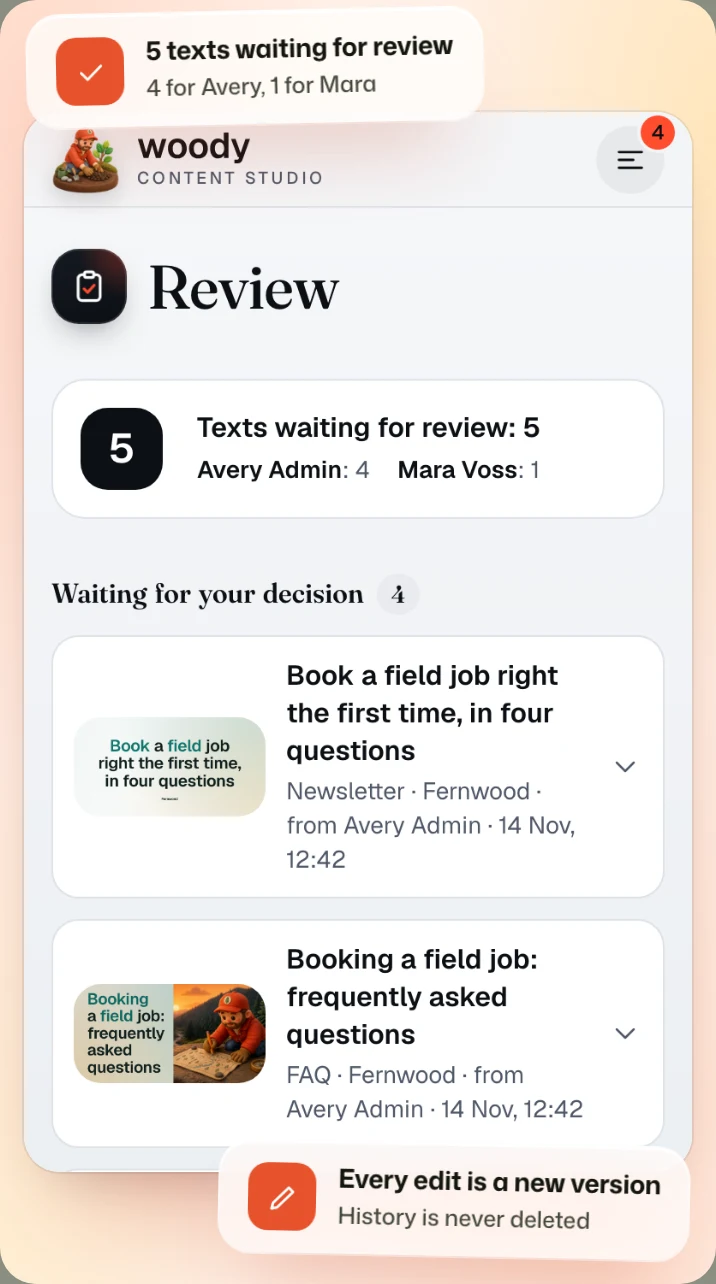 5 texts waiting for review
4 for Avery, 1 for Mara
woody
CONTENT STUDIO
4
Review
5
Texts waiting for review: 5
Avery Admin: 4 Mara Voss: 1
Waiting for your decision 4
Book a field job right
the first time, in four
questions
Newsletter · Fernwood ·
from Avery Admin · 14 Nov,
12:42
Book a field job
right the first time,
in four questions
Booking a field job:
frequently asked
questions
FAQ · Fernwood · from
Avery Admin · 14 Nov, 12:42
Booking
a field job:
frequently
asked
questions
Every edit is a new version
History is never deleted